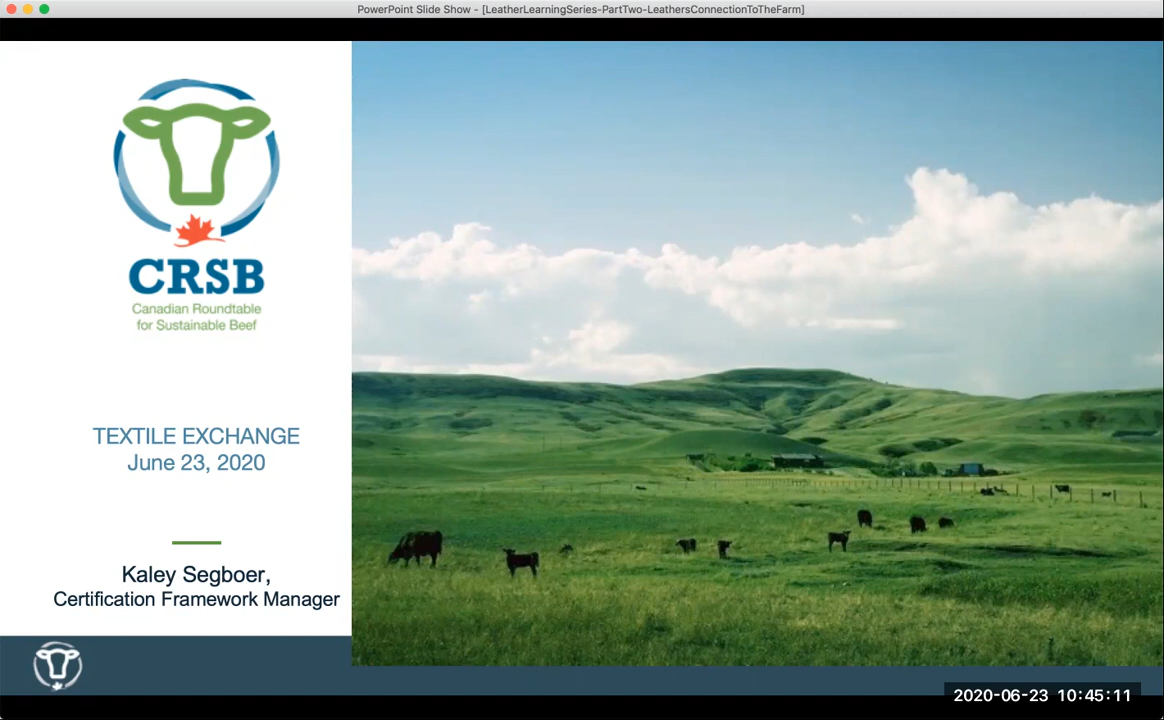 PowerPoint Slide Show - [LeatherLearningSeries-PartTwo-LeathersConnectionToTheFarm]
CRSB
Canadian Roundtable
for Sustainable Beef
TEXTILE EXCHANGE
June 23, 2020
Kaley Segboer,
Certification Framework Manager
2020-06-23 10:45:11